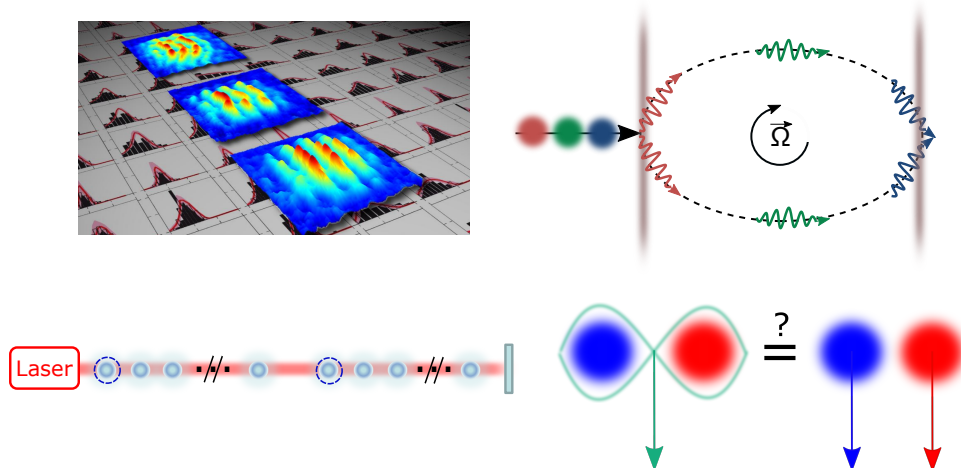 Ω
?
=
Laser